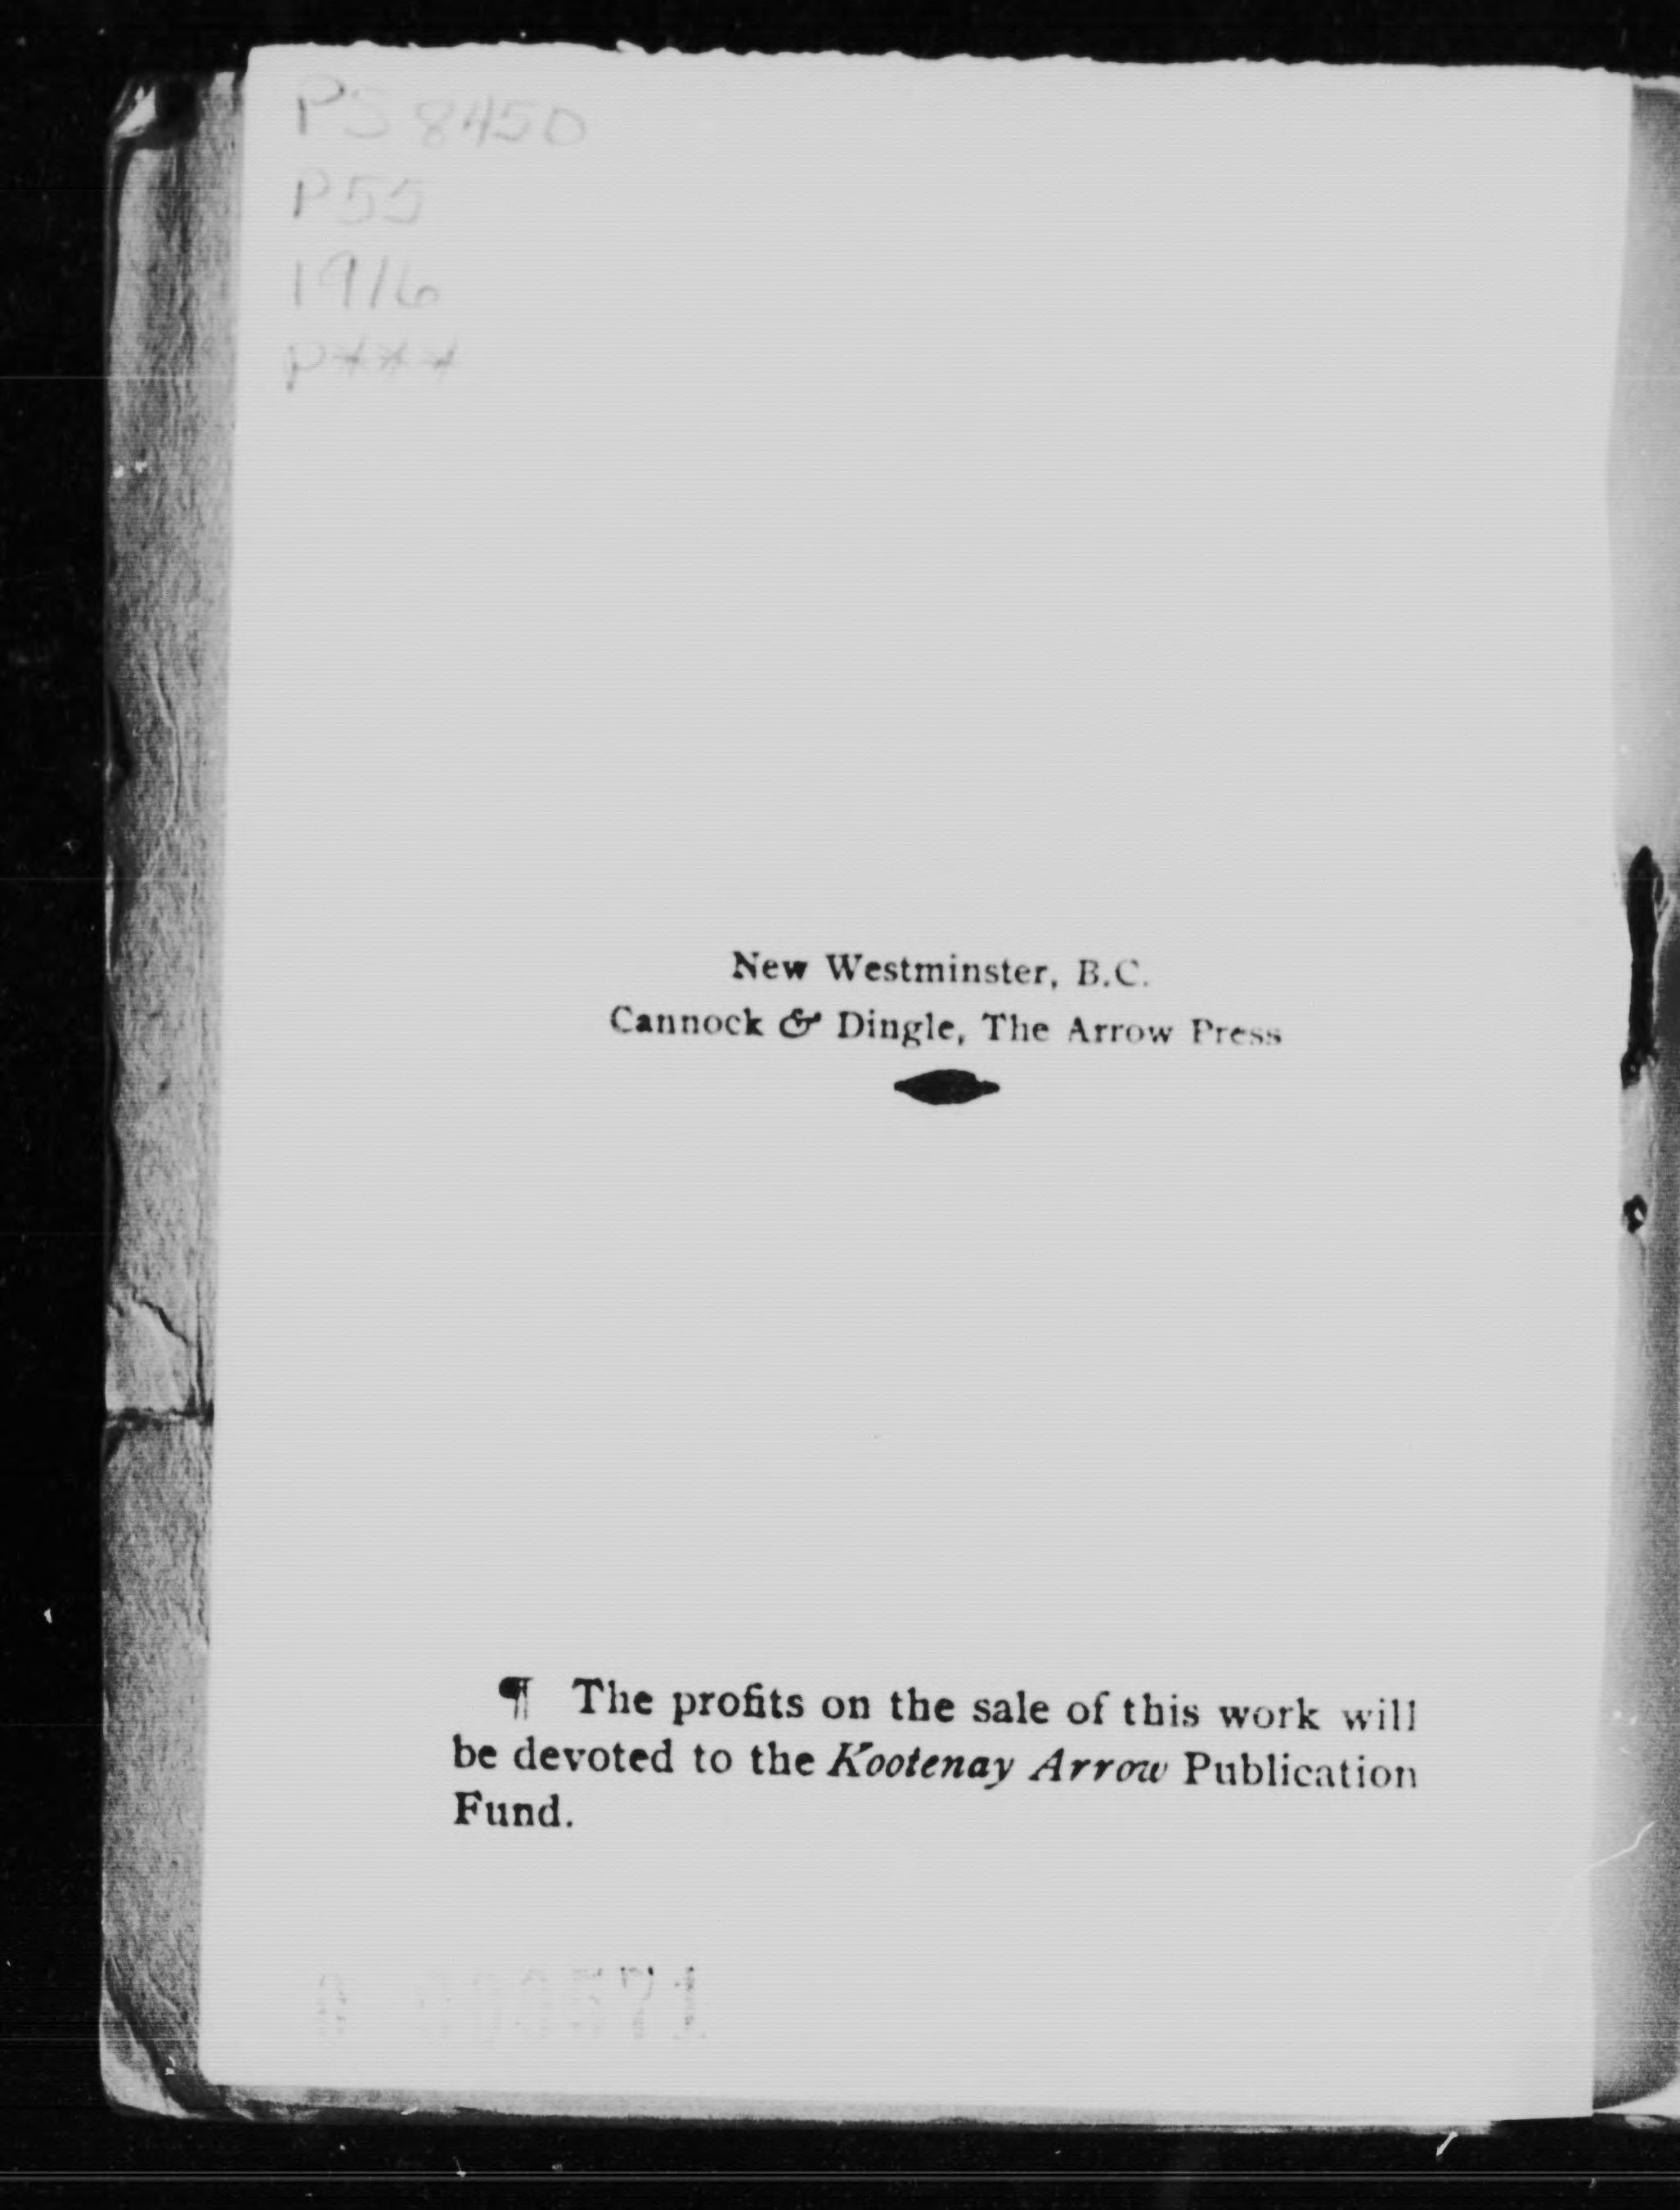 PS 8450
P55
1916
P***
New Westminster, B.C.
Cannock & Dingle, The Arrow Press
¶ The profits on the sale of this work will
be devoted to the Kootenay Arrow Publication
Fund.